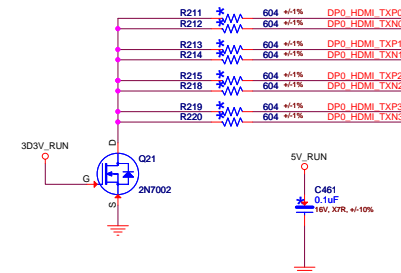 R211 * 604 +/-1% DP0_HDMI_TXP0
R212 604 +/-1% DP0_HDMI_TXN0
R213 * 604 +/-1% DP0_HDMI_TXP1
R214 604 +/-1% DP0_HDMI_TXN1
R215 * 604 +/-1% DP0_HDMI_TXP2
R218 604 +/-1% DP0_HDMI_TXN2
R219 * 604 +/-1% DP0_HDMI_TXP3
R220 604 +/-1% DP0_HDMI_TXN3
3D3V_RUN
D
Q21
G
S
2N7002
5V_RUN
C461
* 0.1uF
16V, X7R, +/-10%